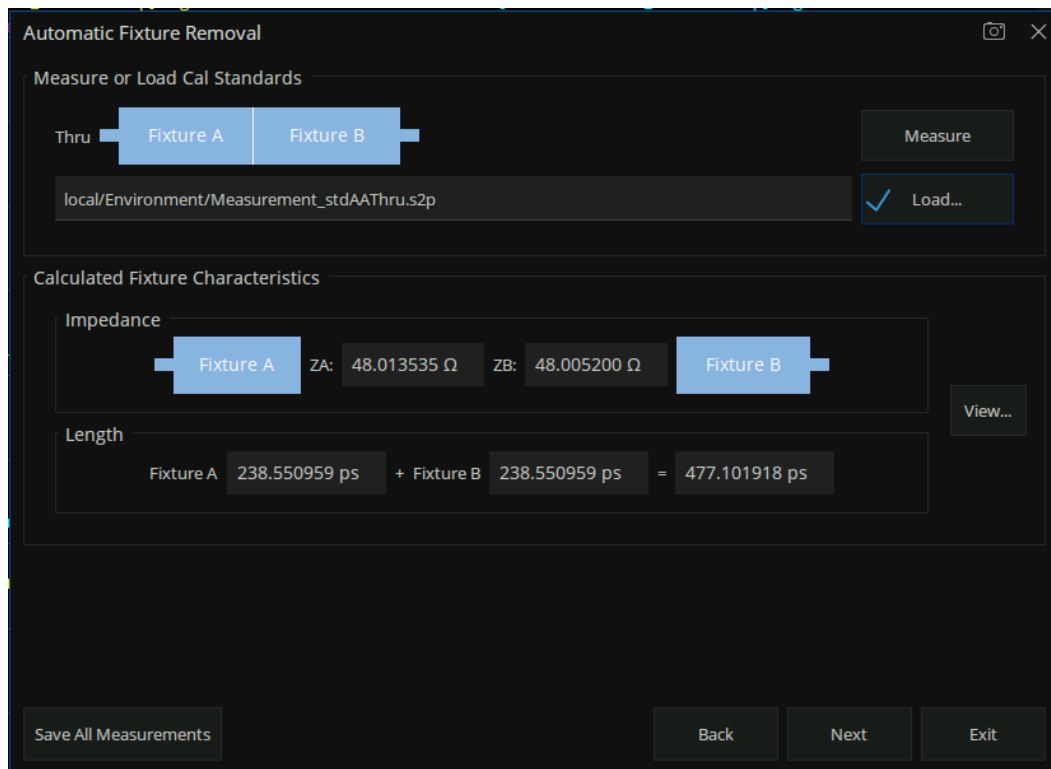 Automatic Fixture Removal
Measure or Load Cal Standards
Thru Fixture A Fixture B
Measure
local/Environment/Measurement_stdAAThru.s2p
Load...
Calculated Fixture Characteristics
Impedance
Fixture A ZA: 48.013535 Ω ZB: 48.005200 Ω Fixture B
View...
Length
Fixture A 238.550959 ps + Fixture B 238.550959 ps = 477.101918 ps
Save All Measurements
Back
Next
Exit